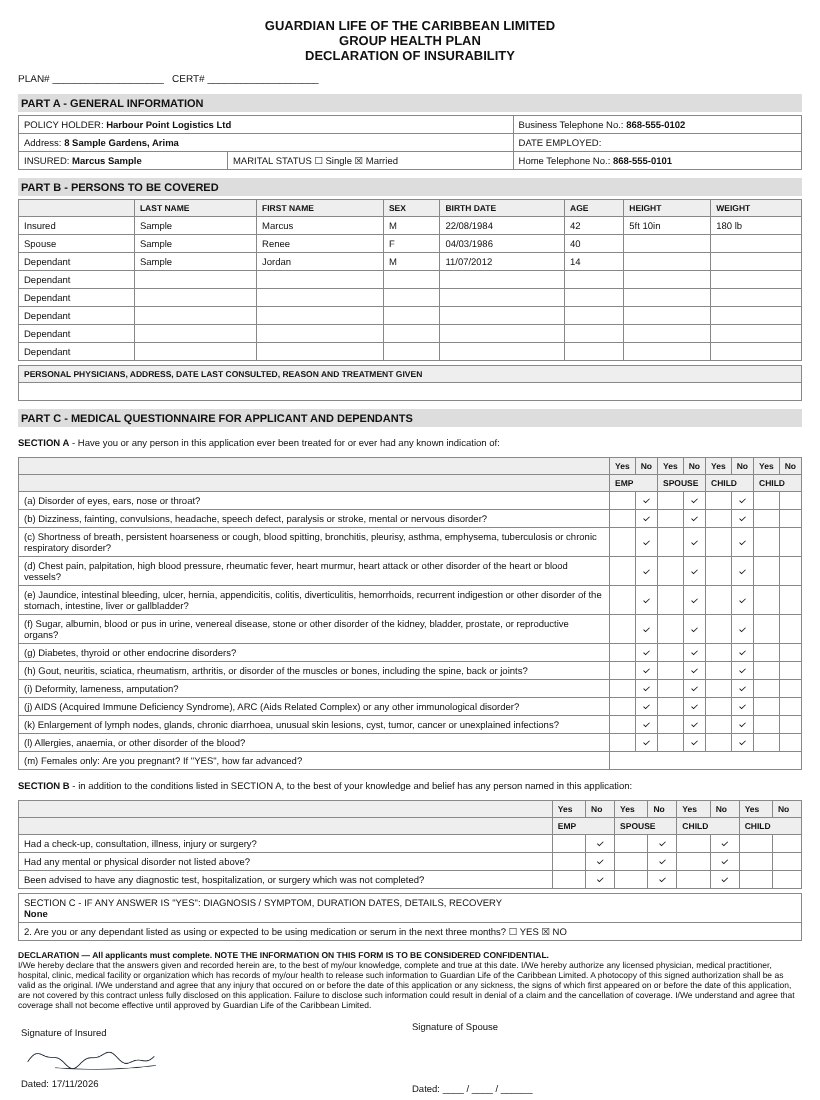 GUARDIAN LIFE OF THE CARIBBEAN LIMITED
GROUP HEALTH PLAN
DECLARATION OF INSURABILITY
PLAN# ____________________ CERT# ____________________
PART A - GENERAL INFORMATION
POLICY HOLDER: Harbour Point Logistics Ltd Business Telephone No.: 868-555-0102
Address: 8 Sample Gardens, Arima DATE EMPLOYED:
INSURED: Marcus Sample MARITAL STATUS ☐ Single ☒ Married Home Telephone No.: 868-555-0101
PART B - PERSONS TO BE COVERED
LAST NAME FIRST NAME SEX BIRTH DATE AGE HEIGHT WEIGHT
Insured Sample Marcus M 22/08/1984 42 5ft 10in 180 lb
Spouse Sample Renee F 04/03/1986 40
Dependant Sample Jordan M 11/07/2012 14
Dependant
Dependant
Dependant
Dependant
Dependant
PERSONAL PHYSICIANS, ADDRESS, DATE LAST CONSULTED, REASON AND TREATMENT GIVEN
PART C - MEDICAL QUESTIONNAIRE FOR APPLICANT AND DEPENDANTS
SECTION A - Have you or any person in this application ever been treated for or ever had any known indication of:
Yes No Yes No Yes No Yes No
EMP SPOUSE CHILD CHILD
(a) Disorder of eyes, ears, nose or throat? ✓ ✓ ✓
(b) Dizziness, fainting, convulsions, headache, speech defect, paralysis or stroke, mental or nervous disorder? ✓ ✓ ✓
(c) Shortness of breath, persistent hoarseness or cough, blood spitting, bronchitis, pleurisy, asthma, emphysema, tuberculosis or chronic
respiratory disorder? ✓ ✓ ✓
(d) Chest pain, palpitation, high blood pressure, rheumatic fever, heart murmur, heart attack or other disorder of the heart or blood
vessels? ✓ ✓ ✓
(e) Jaundice, intestinal bleeding, ulcer, hernia, appendicitis, colitis, diverticulitis, hemorrhoids, recurrent indigestion or other disorder of the
stomach, intestine, liver or gallbladder? ✓ ✓ ✓
(f) Sugar, albumin, blood or pus in urine, venereal disease, stone or other disorder of the kidney, bladder, prostate, or reproductive
organs? ✓ ✓ ✓
(g) Diabetes, thyroid or other endocrine disorders? ✓ ✓ ✓
(h) Gout, neuritis, sciatica, rheumatism, arthritis, or disorder of the muscles or bones, including the spine, back or joints? ✓ ✓ ✓
(i) Deformity, lameness, amputation? ✓ ✓ ✓
(j) AIDS (Acquired Immune Deficiency Syndrome), ARC (Aids Related Complex) or any other immunological disorder? ✓ ✓ ✓
(k) Enlargement of lymph nodes, glands, chronic diarrhoea, unusual skin lesions, cyst, tumor, cancer or unexplained infections? ✓ ✓ ✓
(l) Allergies, anaemia, or other disorder of the blood? ✓ ✓ ✓
(m) Females only: Are you pregnant? If "YES", how far advanced?
SECTION B - in addition to the conditions listed in SECTION A, to the best of your knowledge and belief has any person named in this application:
Yes No Yes No Yes No Yes No
EMP SPOUSE CHILD CHILD
Had a check-up, consultation, illness, injury or surgery? ✓ ✓ ✓
Had any mental or physical disorder not listed above? ✓ ✓ ✓
Been advised to have any diagnostic test, hospitalization, or surgery which was not completed? ✓ ✓ ✓
SECTION C - IF ANY ANSWER IS "YES": DIAGNOSIS / SYMPTOM, DURATION DATES, DETAILS, RECOVERY
None
2. Are you or any dependant listed as using or expected to be using medication or serum in the next three months? ☐ YES ☒ NO
DECLARATION — All applicants must complete. NOTE THE INFORMATION ON THIS FORM IS TO BE CONSIDERED CONFIDENTIAL.
I/We hereby declare that the answers given and recorded herein are, to the best of my/our knowledge, complete and true at this date. I/We hereby authorize any licensed physician, medical practitioner,
hospital, clinic, medical facility or organization which has records of my/our health to release such information to Guardian Life of the Caribbean Limited. A photocopy of this signed authorization shall be as
valid as the original. I/We understand and agree that any injury that occured on or before the date of this application or any sickness, the signs of which first appeared on or before the date of this application,
are not covered by this contract unless fully disclosed on this application. Failure to disclose such information could result in denial of a claim and the cancellation of coverage. I/We understand and agree that
coverage shall not become effective until approved by Guardian Life of the Caribbean Limited.
Signature of Insured Signature of Spouse
Dated: 17/11/2026 Dated: ____ / ____ / ______